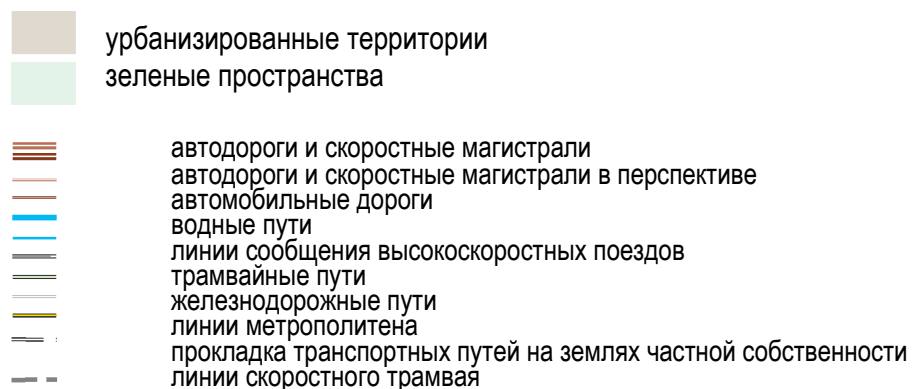 урбанизированные территории
зеленые пространства
автодороги и скоростные магистрали
автодороги и скоростные магистрали в перспективе
автомобильные дороги
водные пути
линии сообщения высокоскоростных поездов
трамвайные пути
железнодорожные пути
линии метрополитена
прокладка транспортных путей на землях частной собственности
линии скоростного трамвая